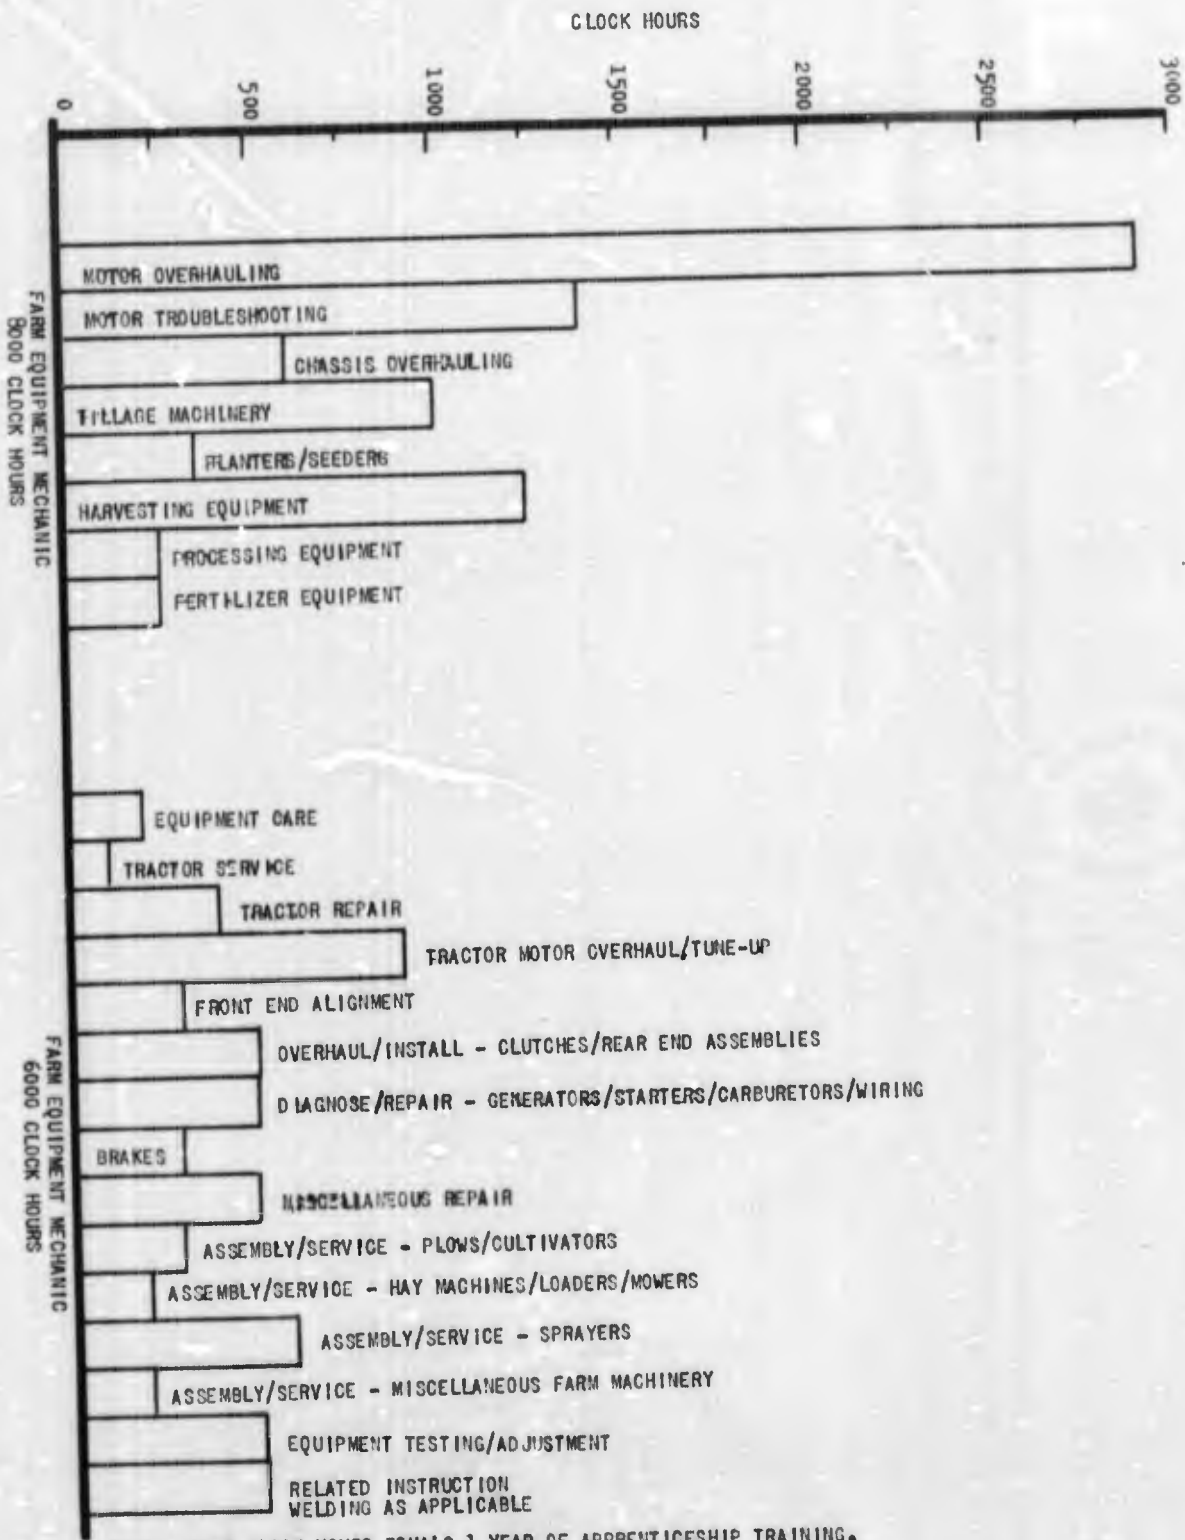 CLOCK HOURS
0
500
1000
1500
2000
2500
3000
MOTOR OVERHAULING
MOTOR TROUBLESHOOTING
CHASSIS OVERHAULING
TILLAGE MACHINERY
PLANTERS/SEEDERS
HARVESTING EQUIPMENT
PROCESSING EQUIPMENT
FERTILIZER EQUIPMENT
FARM EQUIPMENT MECHANIC
8000 CLOCK HOURS
EQUIPMENT CARE
TRACTOR SERVICE
TRACTOR REPAIR
TRACTOR MOTOR OVERHAUL/TUNE-UP
FRONT END ALIGNMENT
OVERHAUL/INSTALL - CLUTCHES/REAR END ASSEMBLIES
DIAGNOSE/REPAIR - GENERATORS/STARTERS/CARBURETORS/WIRING
BRAKES
MISCELLANEOUS REPAIR
ASSEMBLY/SERVICE - PLOWS/CULTIVATORS
ASSEMBLY/SERVICE - HAY MACHINES/LOADERS/MOWERS
ASSEMBLY/SERVICE - SPRAYERS
ASSEMBLY/SERVICE - MISCELLANEOUS FARM MACHINERY
EQUIPMENT TESTING/ADJUSTMENT
RELATED INSTRUCTION
WELDING AS APPLICABLE
FARM EQUIPMENT MECHANIC
6000 CLOCK HOURS
HOURS EQUALS 1 YEAR OF APPRENTICESHIP TRAINING.